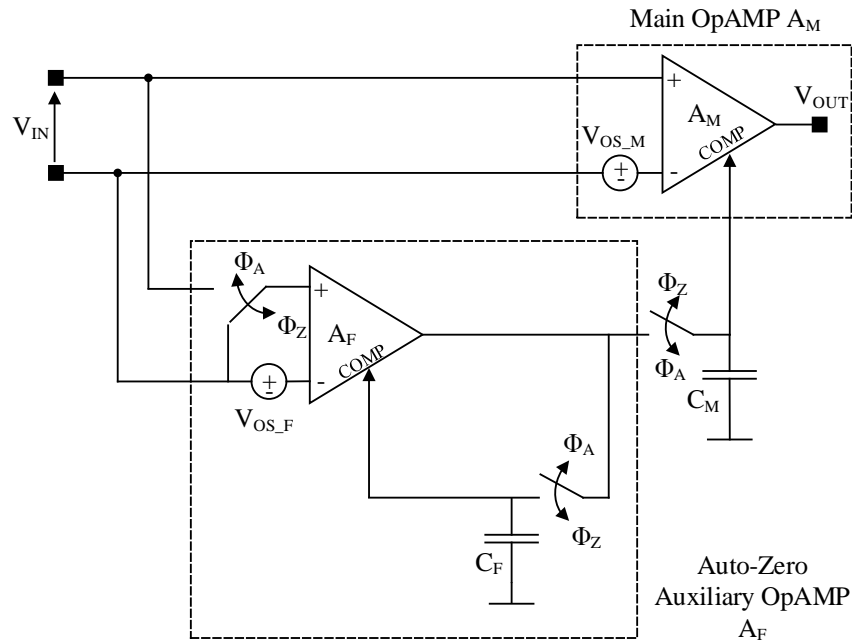 Main OpAMP A_M
V_OUT
A_M
COMP
+
-
V_IN
V_OS_M
+
-
Φ_A
Φ_Z
+
-
A_F
COMP
V_OS_F
+
-
Φ_Z
Φ_A
C_M
Φ_A
Φ_Z
C_F
Auto-Zero
Auxiliary OpAMP
A_F